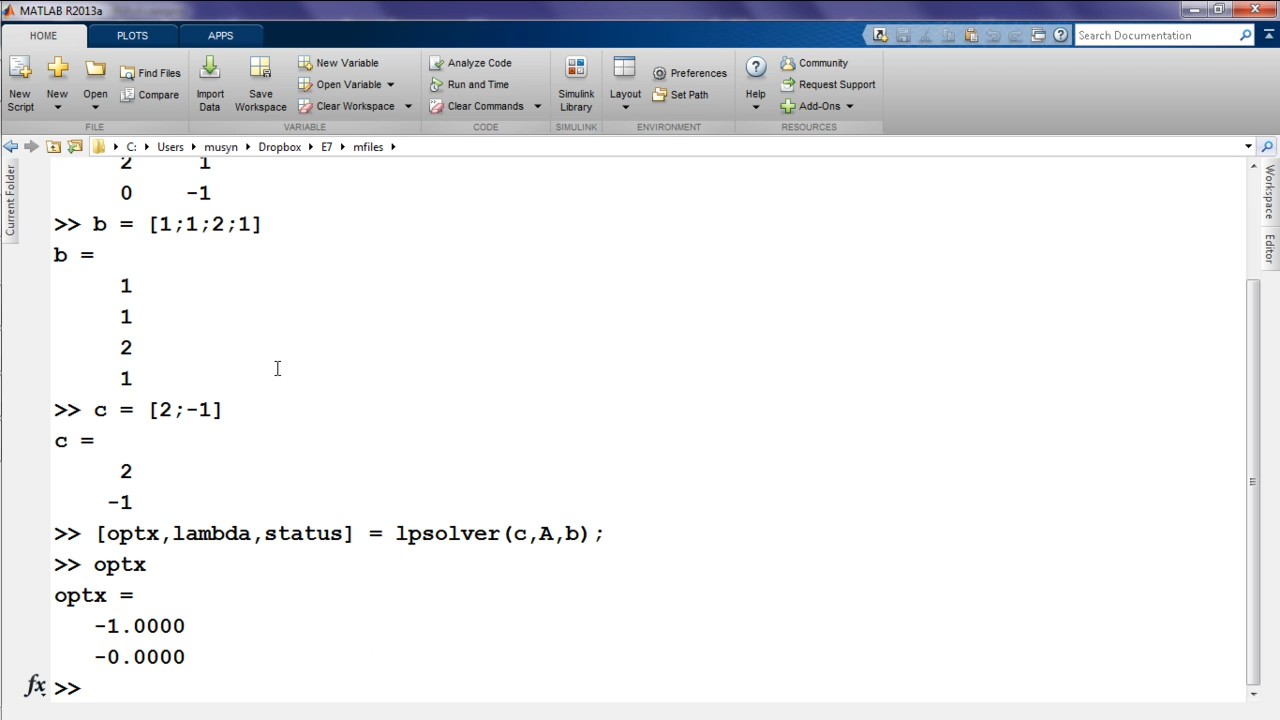 MATLAB R2013a
HOME PLOTS APPS Search Documentation
New Script New Open Find Files Compare Import Data Save Workspace New Variable Open Variable Clear Workspace Analyze Code Run and Time Clear Commands Simulink Library Layout Preferences Set Path Help Community Request Support Add-Ons
FILE VARIABLE CODE SIMULINK ENVIRONMENT RESOURCES
C: Users musyn Dropbox E7 mfiles
Current Folder
Workspace
Editor
2 1
0 -1
>> b = [1;1;2;1]
b =
1
1
2
1
>> c = [2;-1]
c =
2
-1
>> [optx,lambda,status] = lpsolver(c,A,b);
>> optx
optx =
-1.0000
-0.0000
fx >>